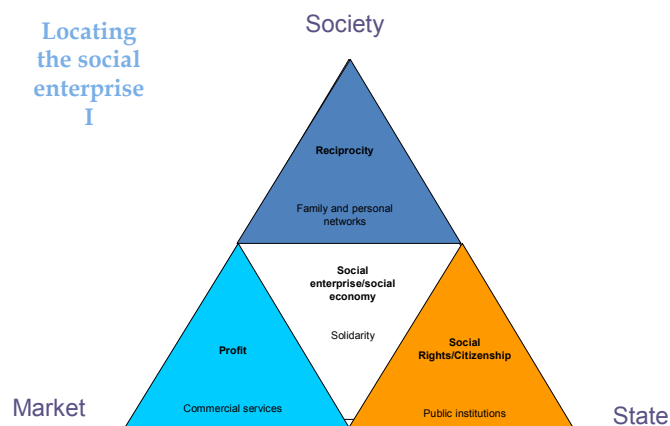 Locating
the social
enterprise
I
Society
Reciprocity
Family and personal
networks
Social
enterprise/social
economy
Solidarity
Profit
Commercial services
Social
Rights/Citizenship
Public institutions
Market
State